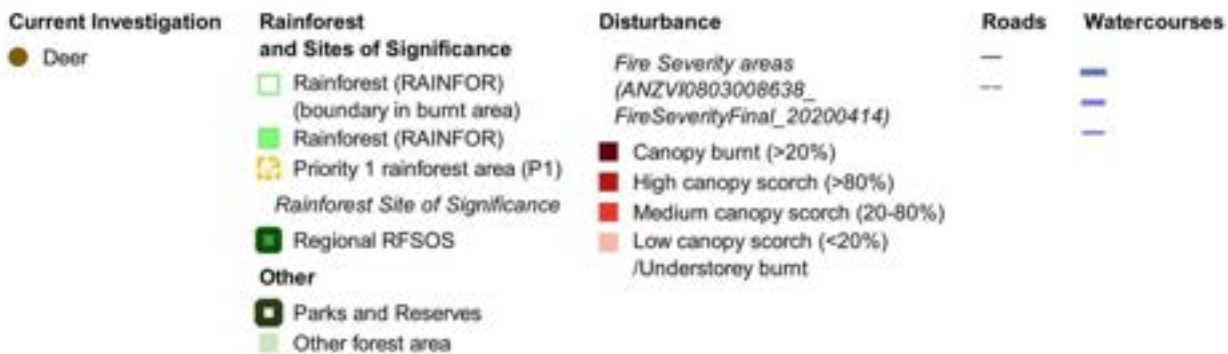 Current Investigation
Deer
Rainforest
and Sites of Significance
Rainforest (RAINFOR)
(boundary in burnt area)
Rainforest (RAINFOR)
Priority 1 rainforest area (P1)
Rainforest Site of Significance
Regional RFSOS
Other
Parks and Reserves
Other forest area
Disturbance
Fire Severity areas
(ANZVI0803008638_
FireSeverityFinal_20200414)
Canopy burnt (>20%)
High canopy scorch (>80%)
Medium canopy scorch (20-80%)
Low canopy scorch (<20%)
/Understorey burnt
Roads
Watercourses